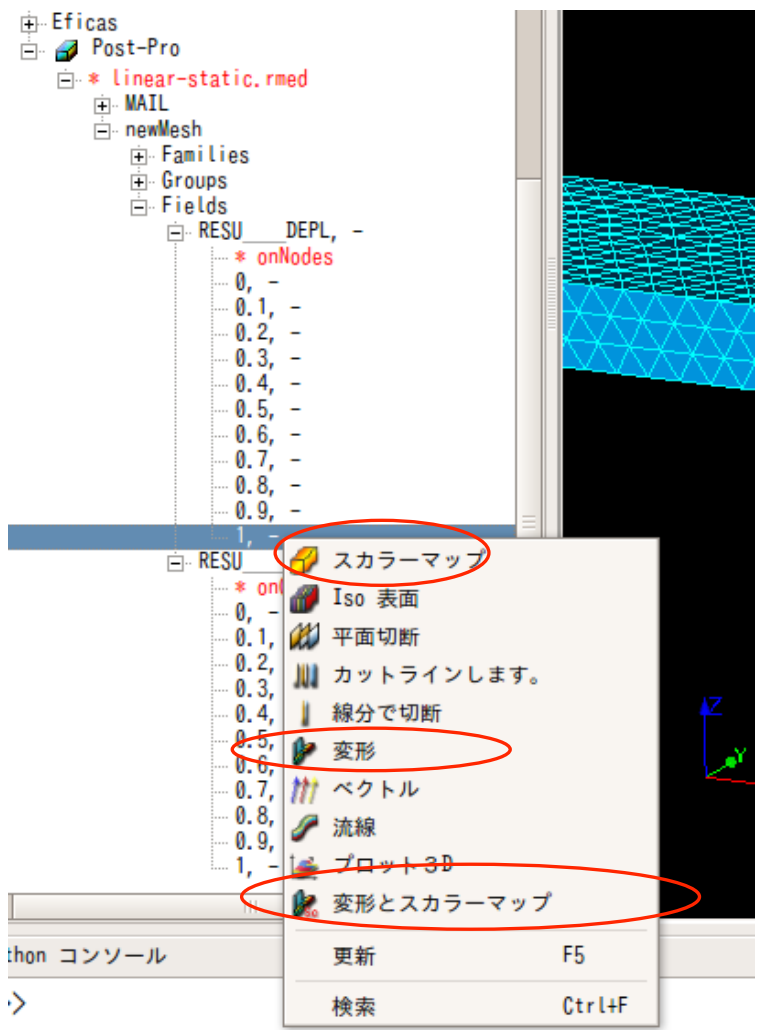 Eficas
Post-Pro
* linear-static.rmed
MAIL
newMesh
Families
Groups
Fields
RESU____DEPL, -
* onNodes
0, -
0.1, -
0.2, -
0.3, -
0.4, -
0.5, -
0.6, -
0.7, -
0.8, -
0.9, -
1, -
RESU
* on
0, -
0.1,
0.2,
0.3,
0.4,
0.5,
0.6,
0.7,
0.8,
0.9,
1, -
スカラーマップ
Iso 表面
平面切断
カットラインします。
線分で切断
変形
ベクトル
流線
プロット3D
変形とスカラーマップ
更新 F5
検索 Ctrl+F
Z
Y
thon コンソール
>